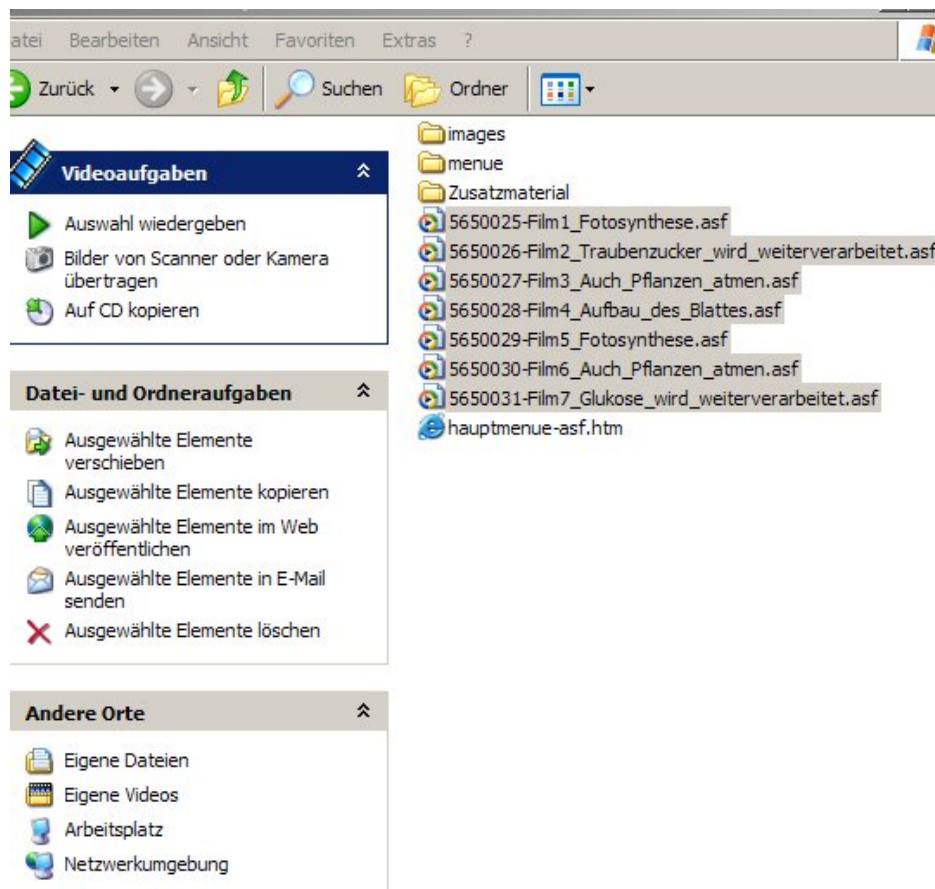 atei Bearbeiten Ansicht Favoriten Extras ?
Zurück Suchen Ordner
Videoaufgaben
Auswahl wiedergeben
Bilder von Scanner oder Kamera
übertragen
Auf CD kopieren
Datei- und Ordneraufgaben
Ausgewählte Elemente
verschieben
Ausgewählte Elemente kopieren
Ausgewählte Elemente im Web
veröffentlichen
Ausgewählte Elemente in E-Mail
senden
Ausgewählte Elemente löschen
Andere Orte
Eigene Dateien
Eigene Videos
Arbeitsplatz
Netzwerkumgebung
images
menue
Zusatzmaterial
5650025-Film1_Fotosynthese.asf
5650026-Film2_Traubenzucker_wird_weiterverarbeitet.asf
5650027-Film3_Auch_Pflanzen_atmen.asf
5650028-Film4_Aufbau_des_Blattes.asf
5650029-Film5_Fotosynthese.asf
5650030-Film6_Auch_Pflanzen_atmen.asf
5650031-Film7_Glukose_wird_weiterverarbeitet.asf
hauptmenue-asf.htm